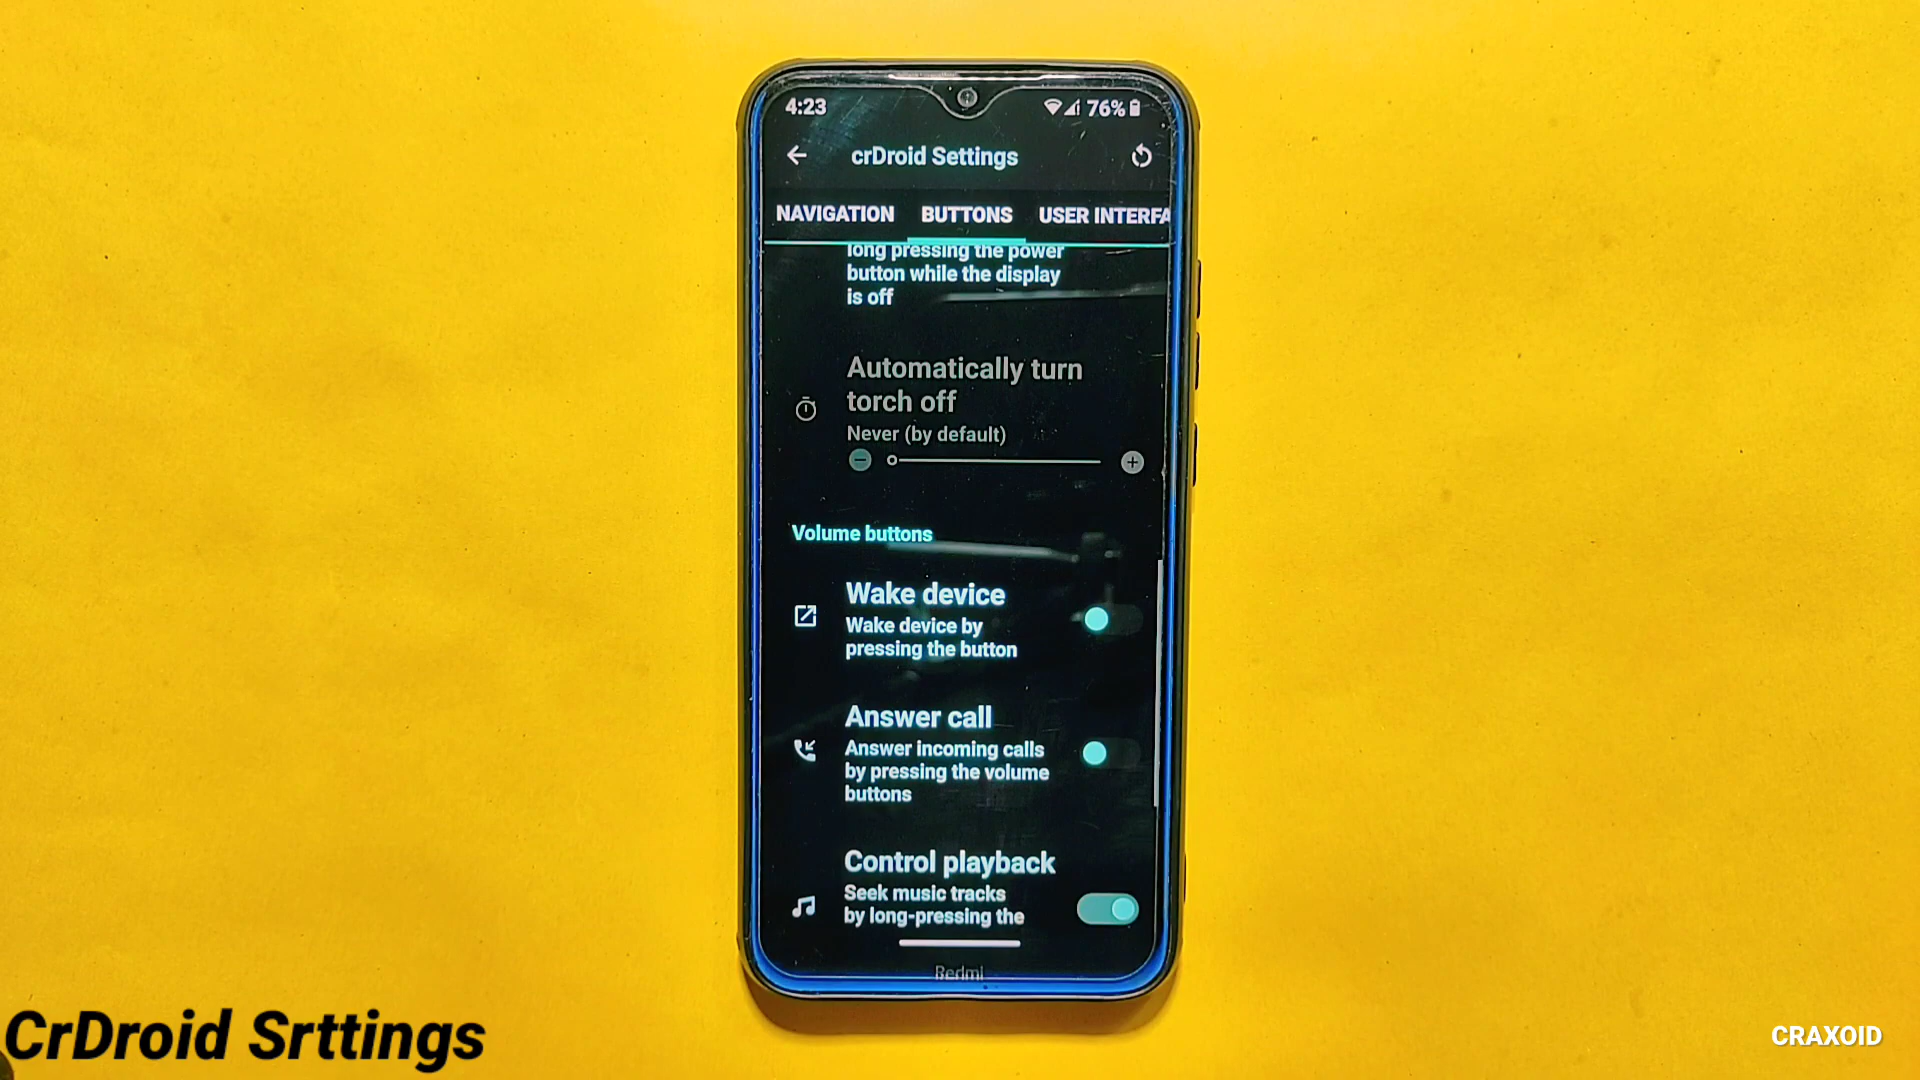 4:23
76%
crDroid Settings
NAVIGATION BUTTONS USER INTERFA
long pressing the power
button while the display
is off
Automatically turn
torch off
Never (by default)
Volume buttons
Wake device
Wake device by
pressing the button
Answer call
Answer incoming calls
by pressing the volume
buttons
Control playback
Seek music tracks
by long-pressing the
Redmi
CrDroid Srttings
CRAXOID